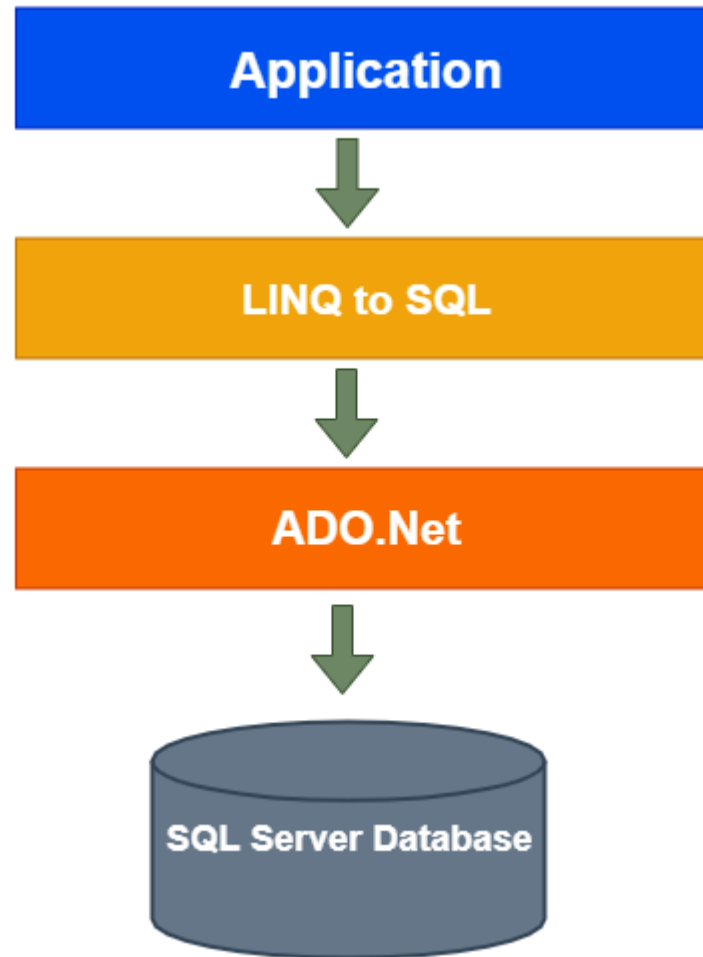 Application
LINQ to SQL
ADO.Net
SQL Server Database